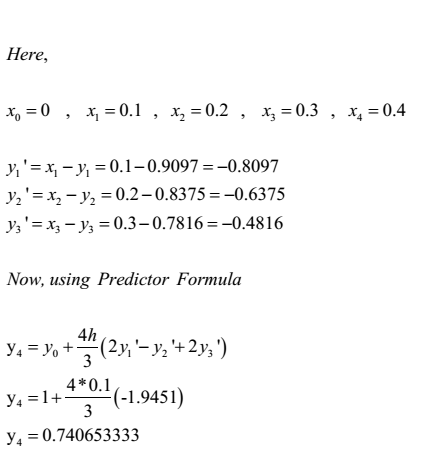 Here,
x₀ = 0 , x₁ = 0.1 , x₂ = 0.2 , x₃ = 0.3 , x₄ = 0.4
y₁' = x₁ − y₁ = 0.1 − 0.9097 = −0.8097
y₂' = x₂ − y₂ = 0.2 − 0.8375 = −0.6375
y₃' = x₃ − y₃ = 0.3 − 0.7816 = −0.4816
Now, using Predictor Formula
y₄ = y₀ + 4h/3 (2y₁' − y₂' + 2y₃')
y₄ = 1 + 4*0.1/3 (-1.9451)
y₄ = 0.740653333